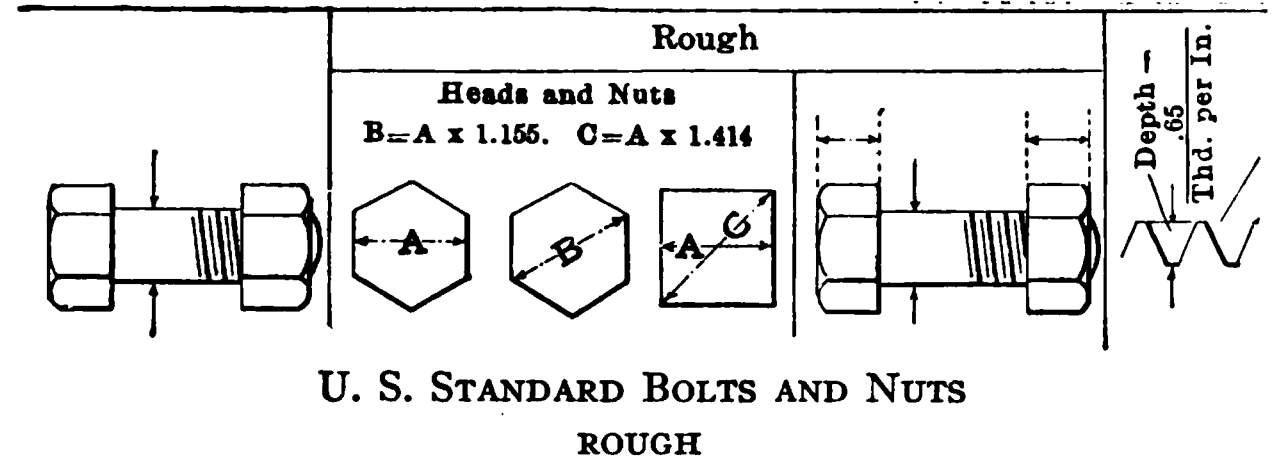 Rough
Heads and Nuts
B=A x 1.155. C=A x 1.414
A
B
A
C
Depth —
.65
Thd. per In.
U. S. STANDARD BOLTS AND NUTS
ROUGH